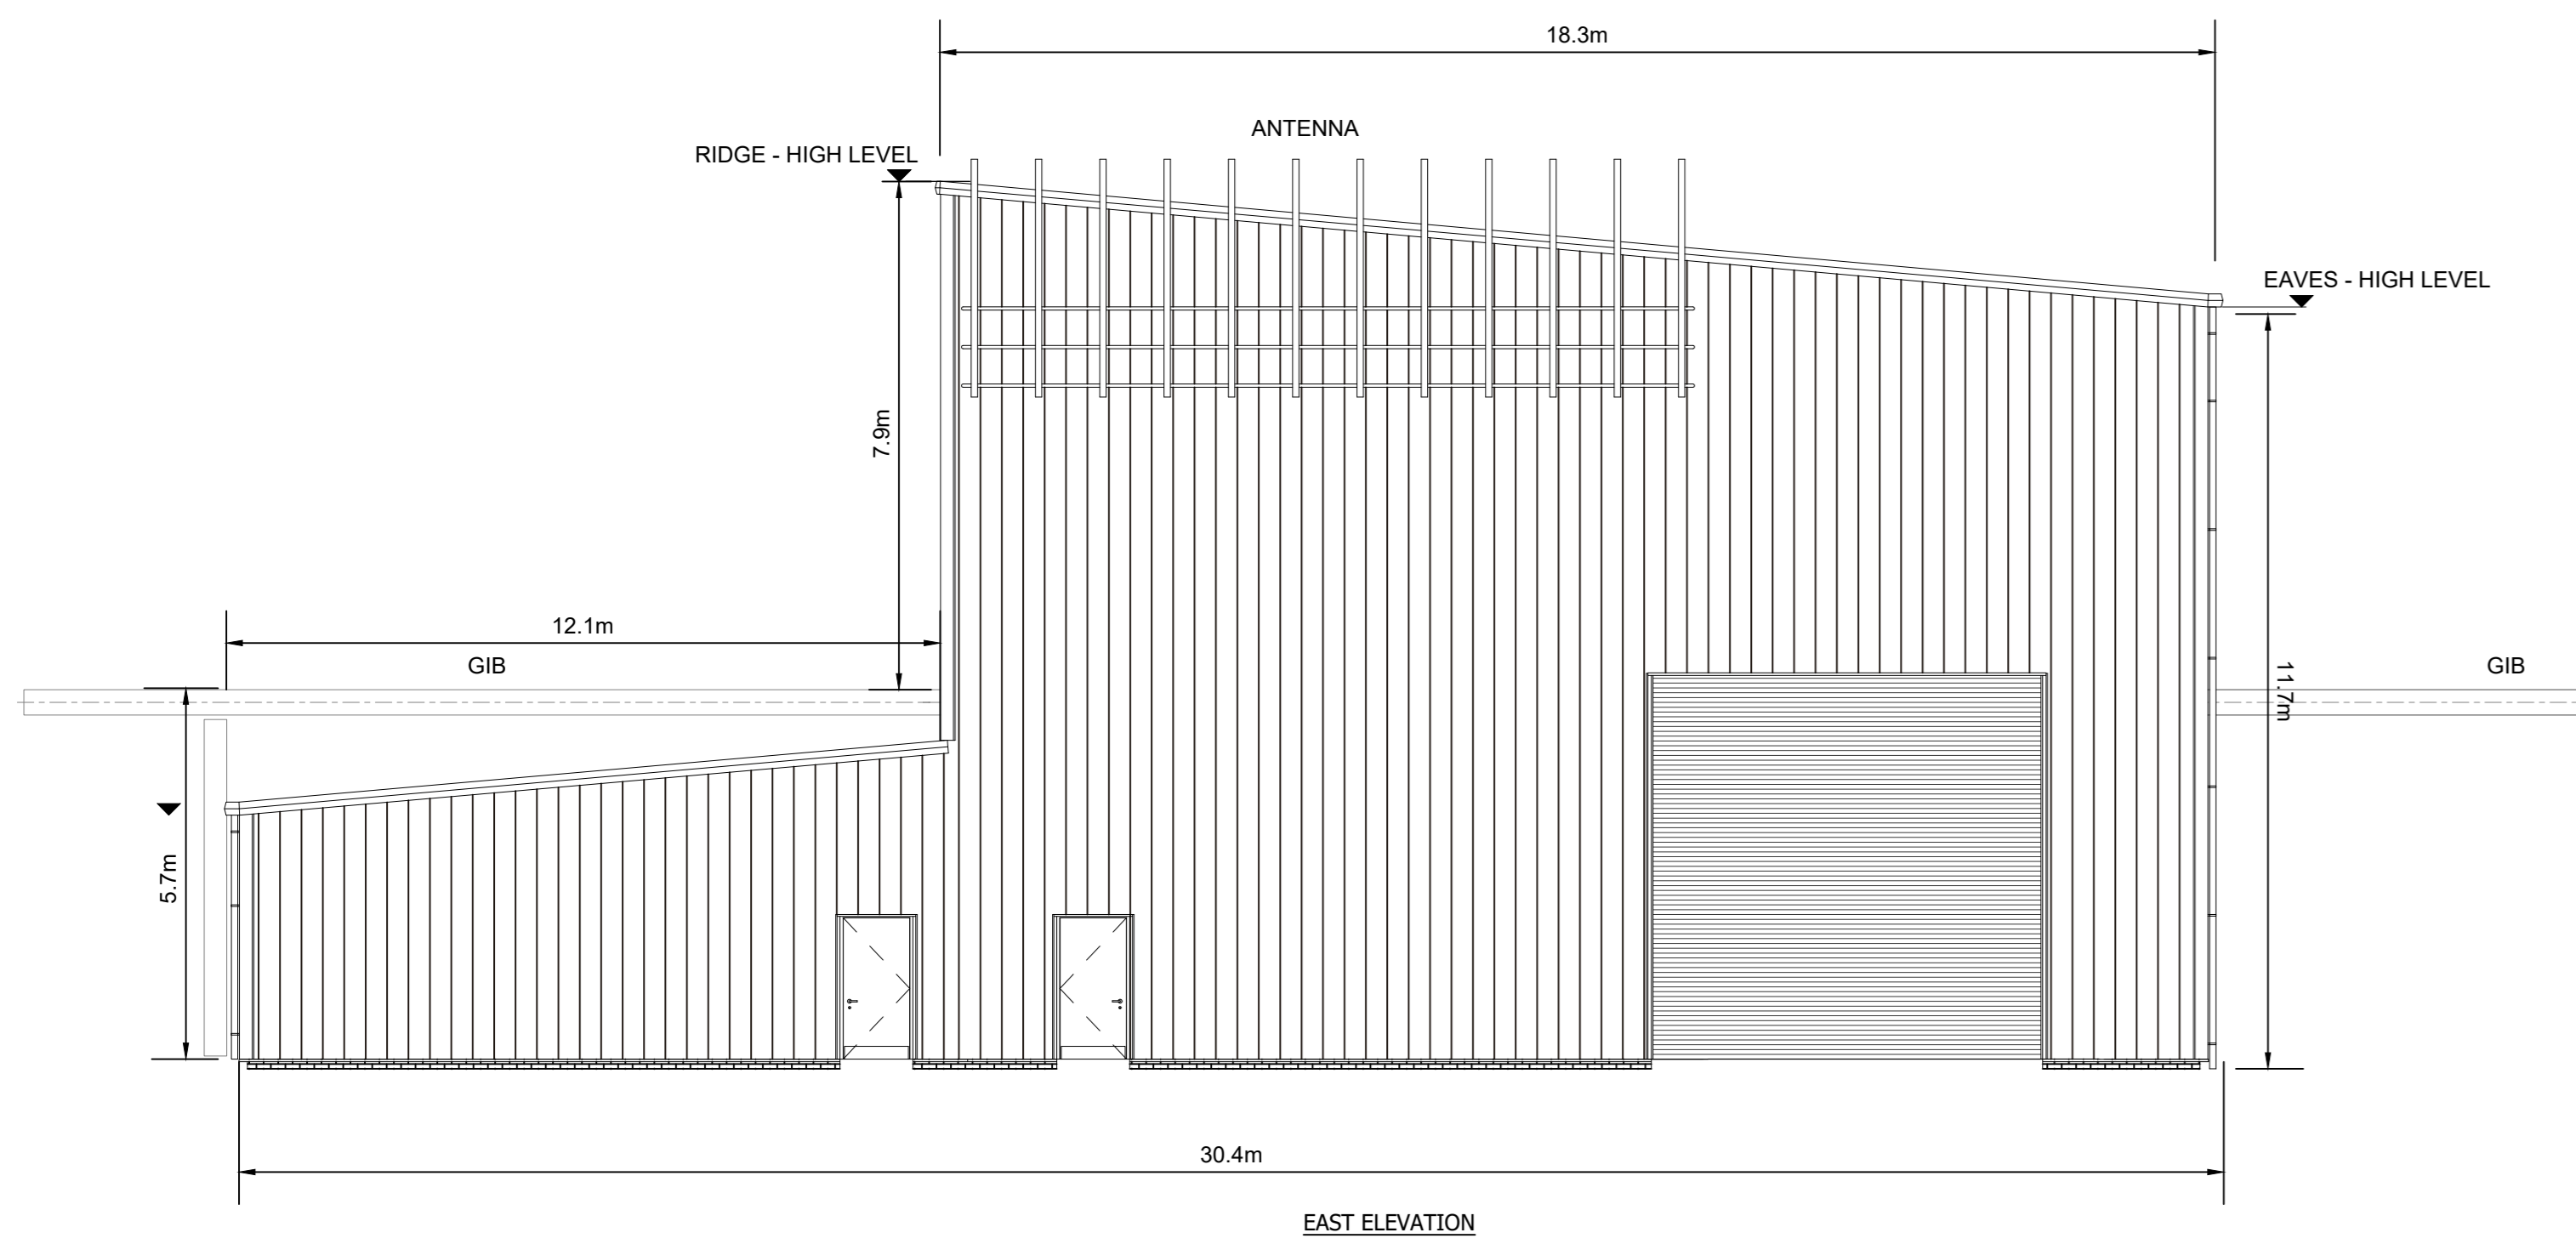 18.3m
ANTENNA
RIDGE - HIGH LEVEL
EAVES - HIGH LEVEL
7.9m
12.1m
GIB
GIB
11.7m
5.7m
30.4m
EAST ELEVATION